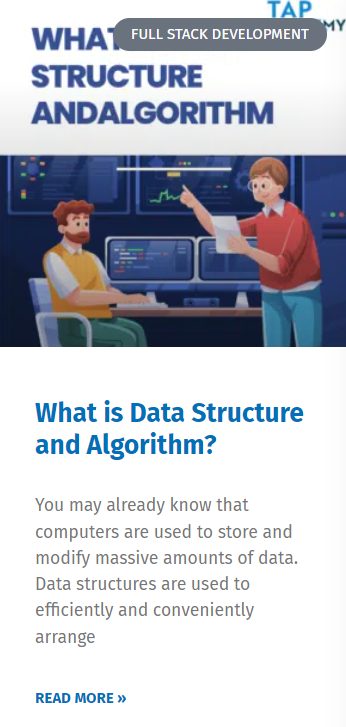 TAP
WHAT
FULL STACK DEVELOPMENT
MY
STRUCTURE
ANDALGORITHM
What is Data Structure
and Algorithm?
You may already know that
computers are used to store and
modify massive amounts of data.
Data structures are used to
efficiently and conveniently
arrange
READ MORE »